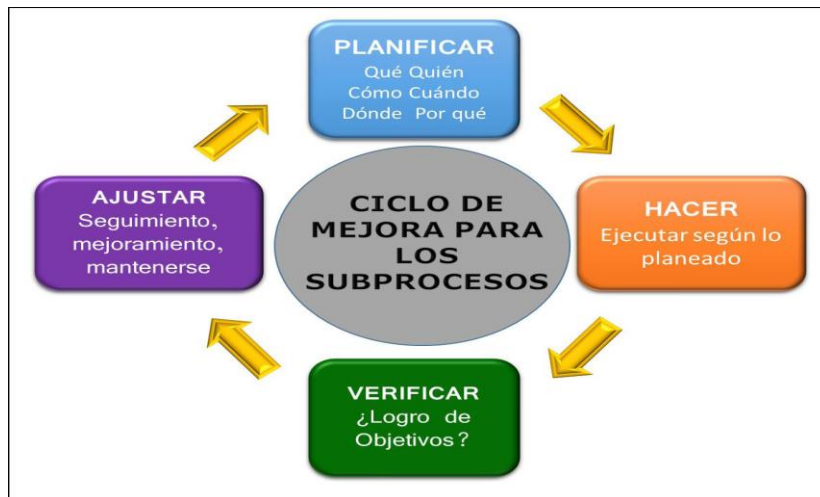 PLANIFICAR
Qué Quién
Cómo Cuándo
Dónde Por qué
AJUSTAR
Seguimiento,
mejoramiento,
mantenerse
CICLO DE
MEJORA PARA
LOS
SUBPROCESOS
HACER
Ejecutar según lo
planeado
VERIFICAR
¿Logro de
Objetivos?